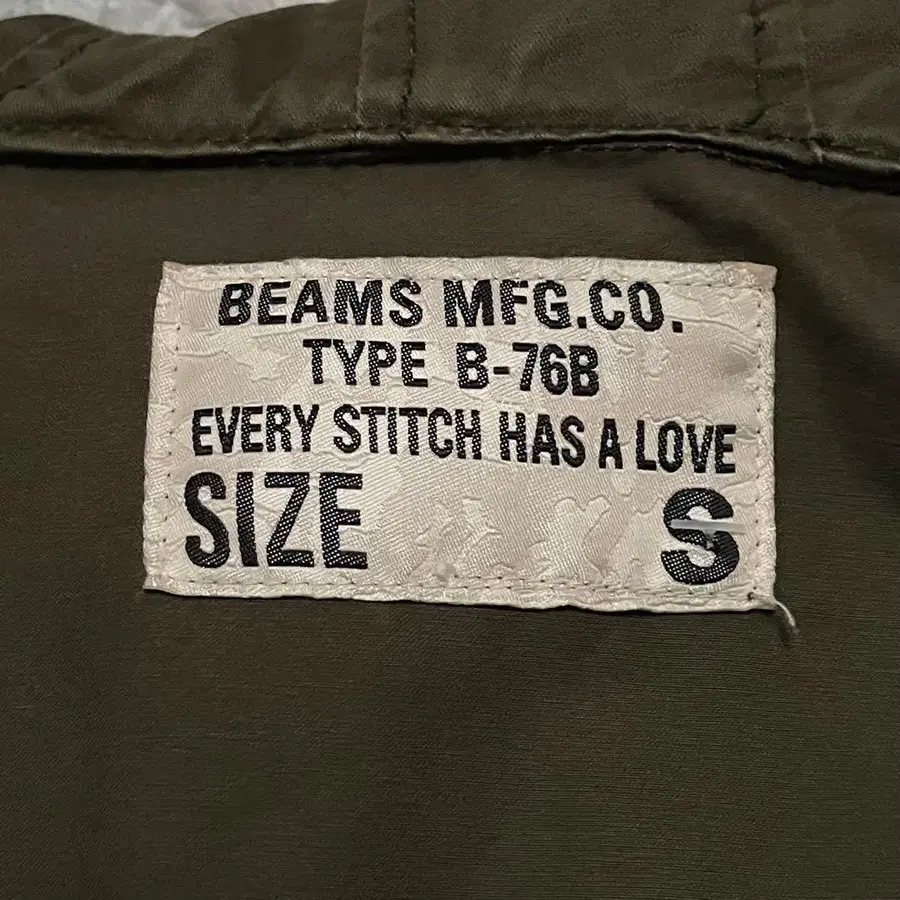 BEAMS MFG.CO.
TYPE B-76B
EVERY STITCH HAS A LOVE
SIZE S